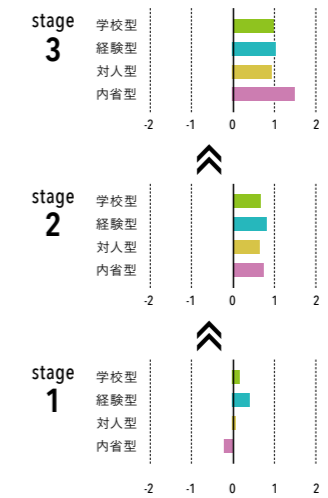 stage
3
学校型
経験型
対人型
内省型
-2 -1 0 1 2
stage
2
学校型
経験型
対人型
内省型
-2 -1 0 1 2
stage
1
学校型
経験型
対人型
内省型
-2 -1 0 1 2